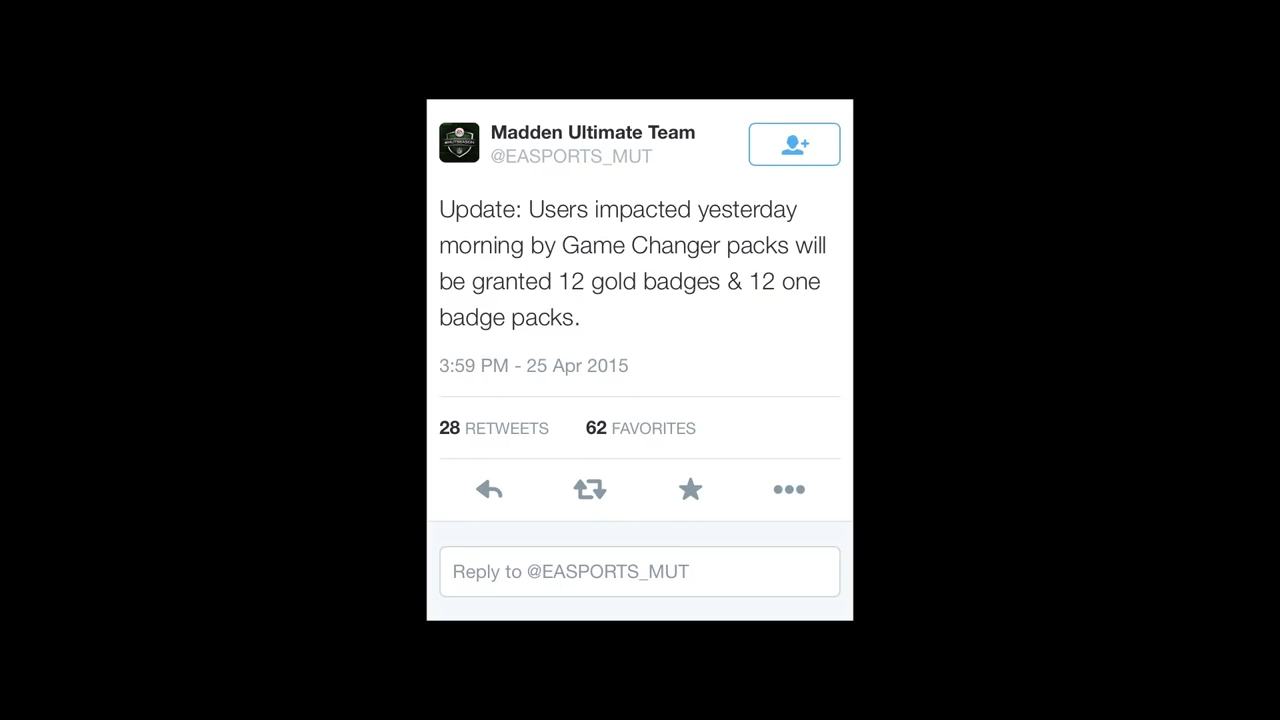 Madden Ultimate Team
@EASPORTS_MUT
Update: Users impacted yesterday
morning by Game Changer packs will
be granted 12 gold badges & 12 one
badge packs.
3:59 PM - 25 Apr 2015
28 RETWEETS 62 FAVORITES
Reply to @EASPORTS_MUT